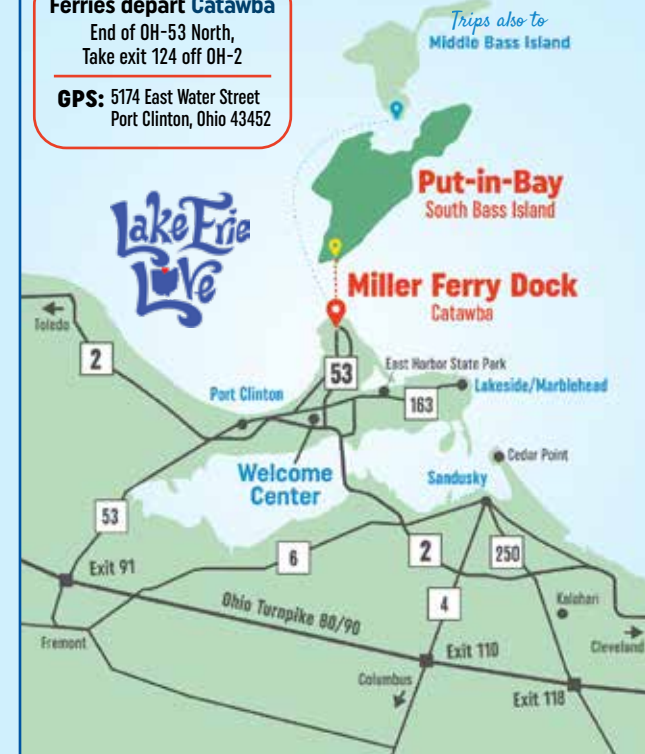 Ferries depart Catawba
End of OH-53 North,
Take exit 124 off OH-2
GPS: 5174 East Water Street
Port Clinton, Ohio 43452
Trips also to
Middle Bass Island
Put-in-Bay
South Bass Island
Lake Erie
Love
Miller Ferry Dock
Catawba
Toledo
2
53
East Harbor State Park
Lakeside/Marblehead
163
Port Clinton
Welcome
Center
Cedar Point
Sandusky
53
6
2
250
Exit 91
4
Kalahari
Ohio Turnpike 80/90
Fremont
Cleveland
Exit 110
Columbus
Exit 118